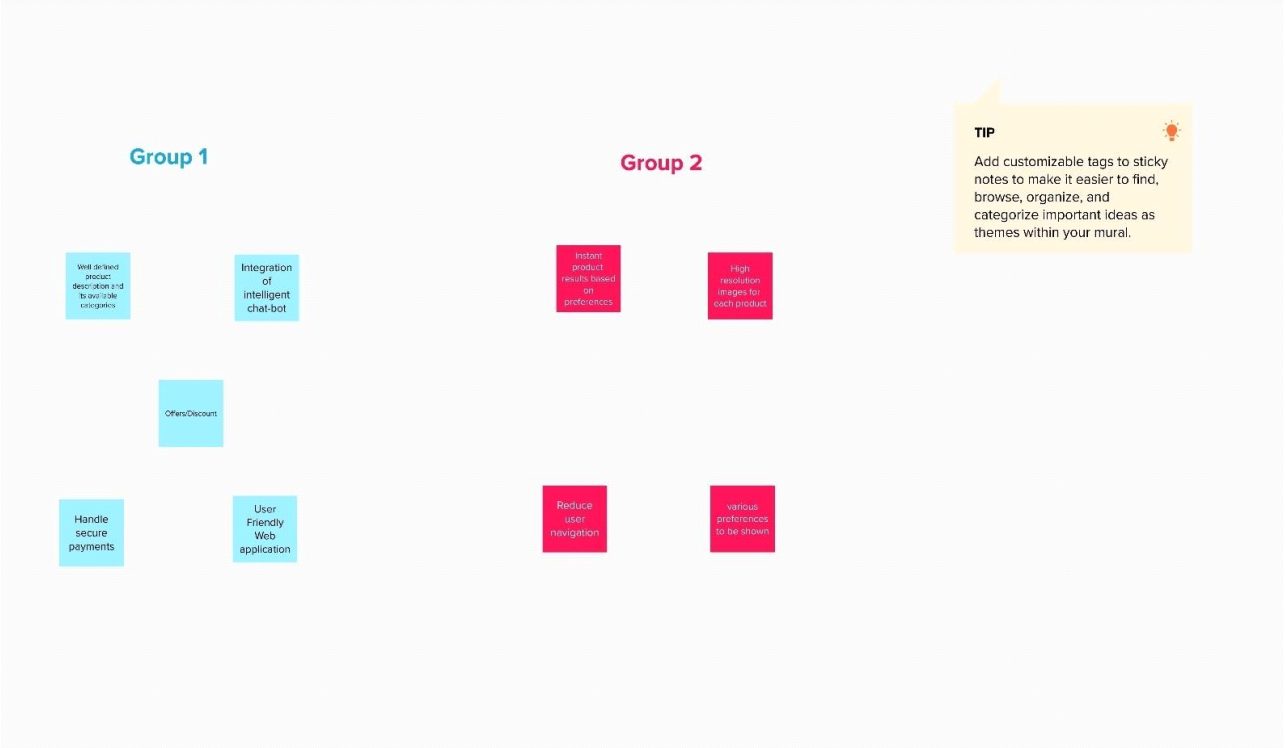 Group 1
Well defined
product
description and
its available
categories
Integration
of
intelligent
chat-bot
Offers/Discount
Handle
secure
payments
User
Friendly
Web
application
Group 2
Instant
product
results based
on
preferences
High
resolution
images for
each product
Reduce
user
navigation
various
preferences
to be shown
TIP
Add customizable tags to sticky
notes to make it easier to find,
browse, organize, and
categorize important ideas as
themes within your mural.